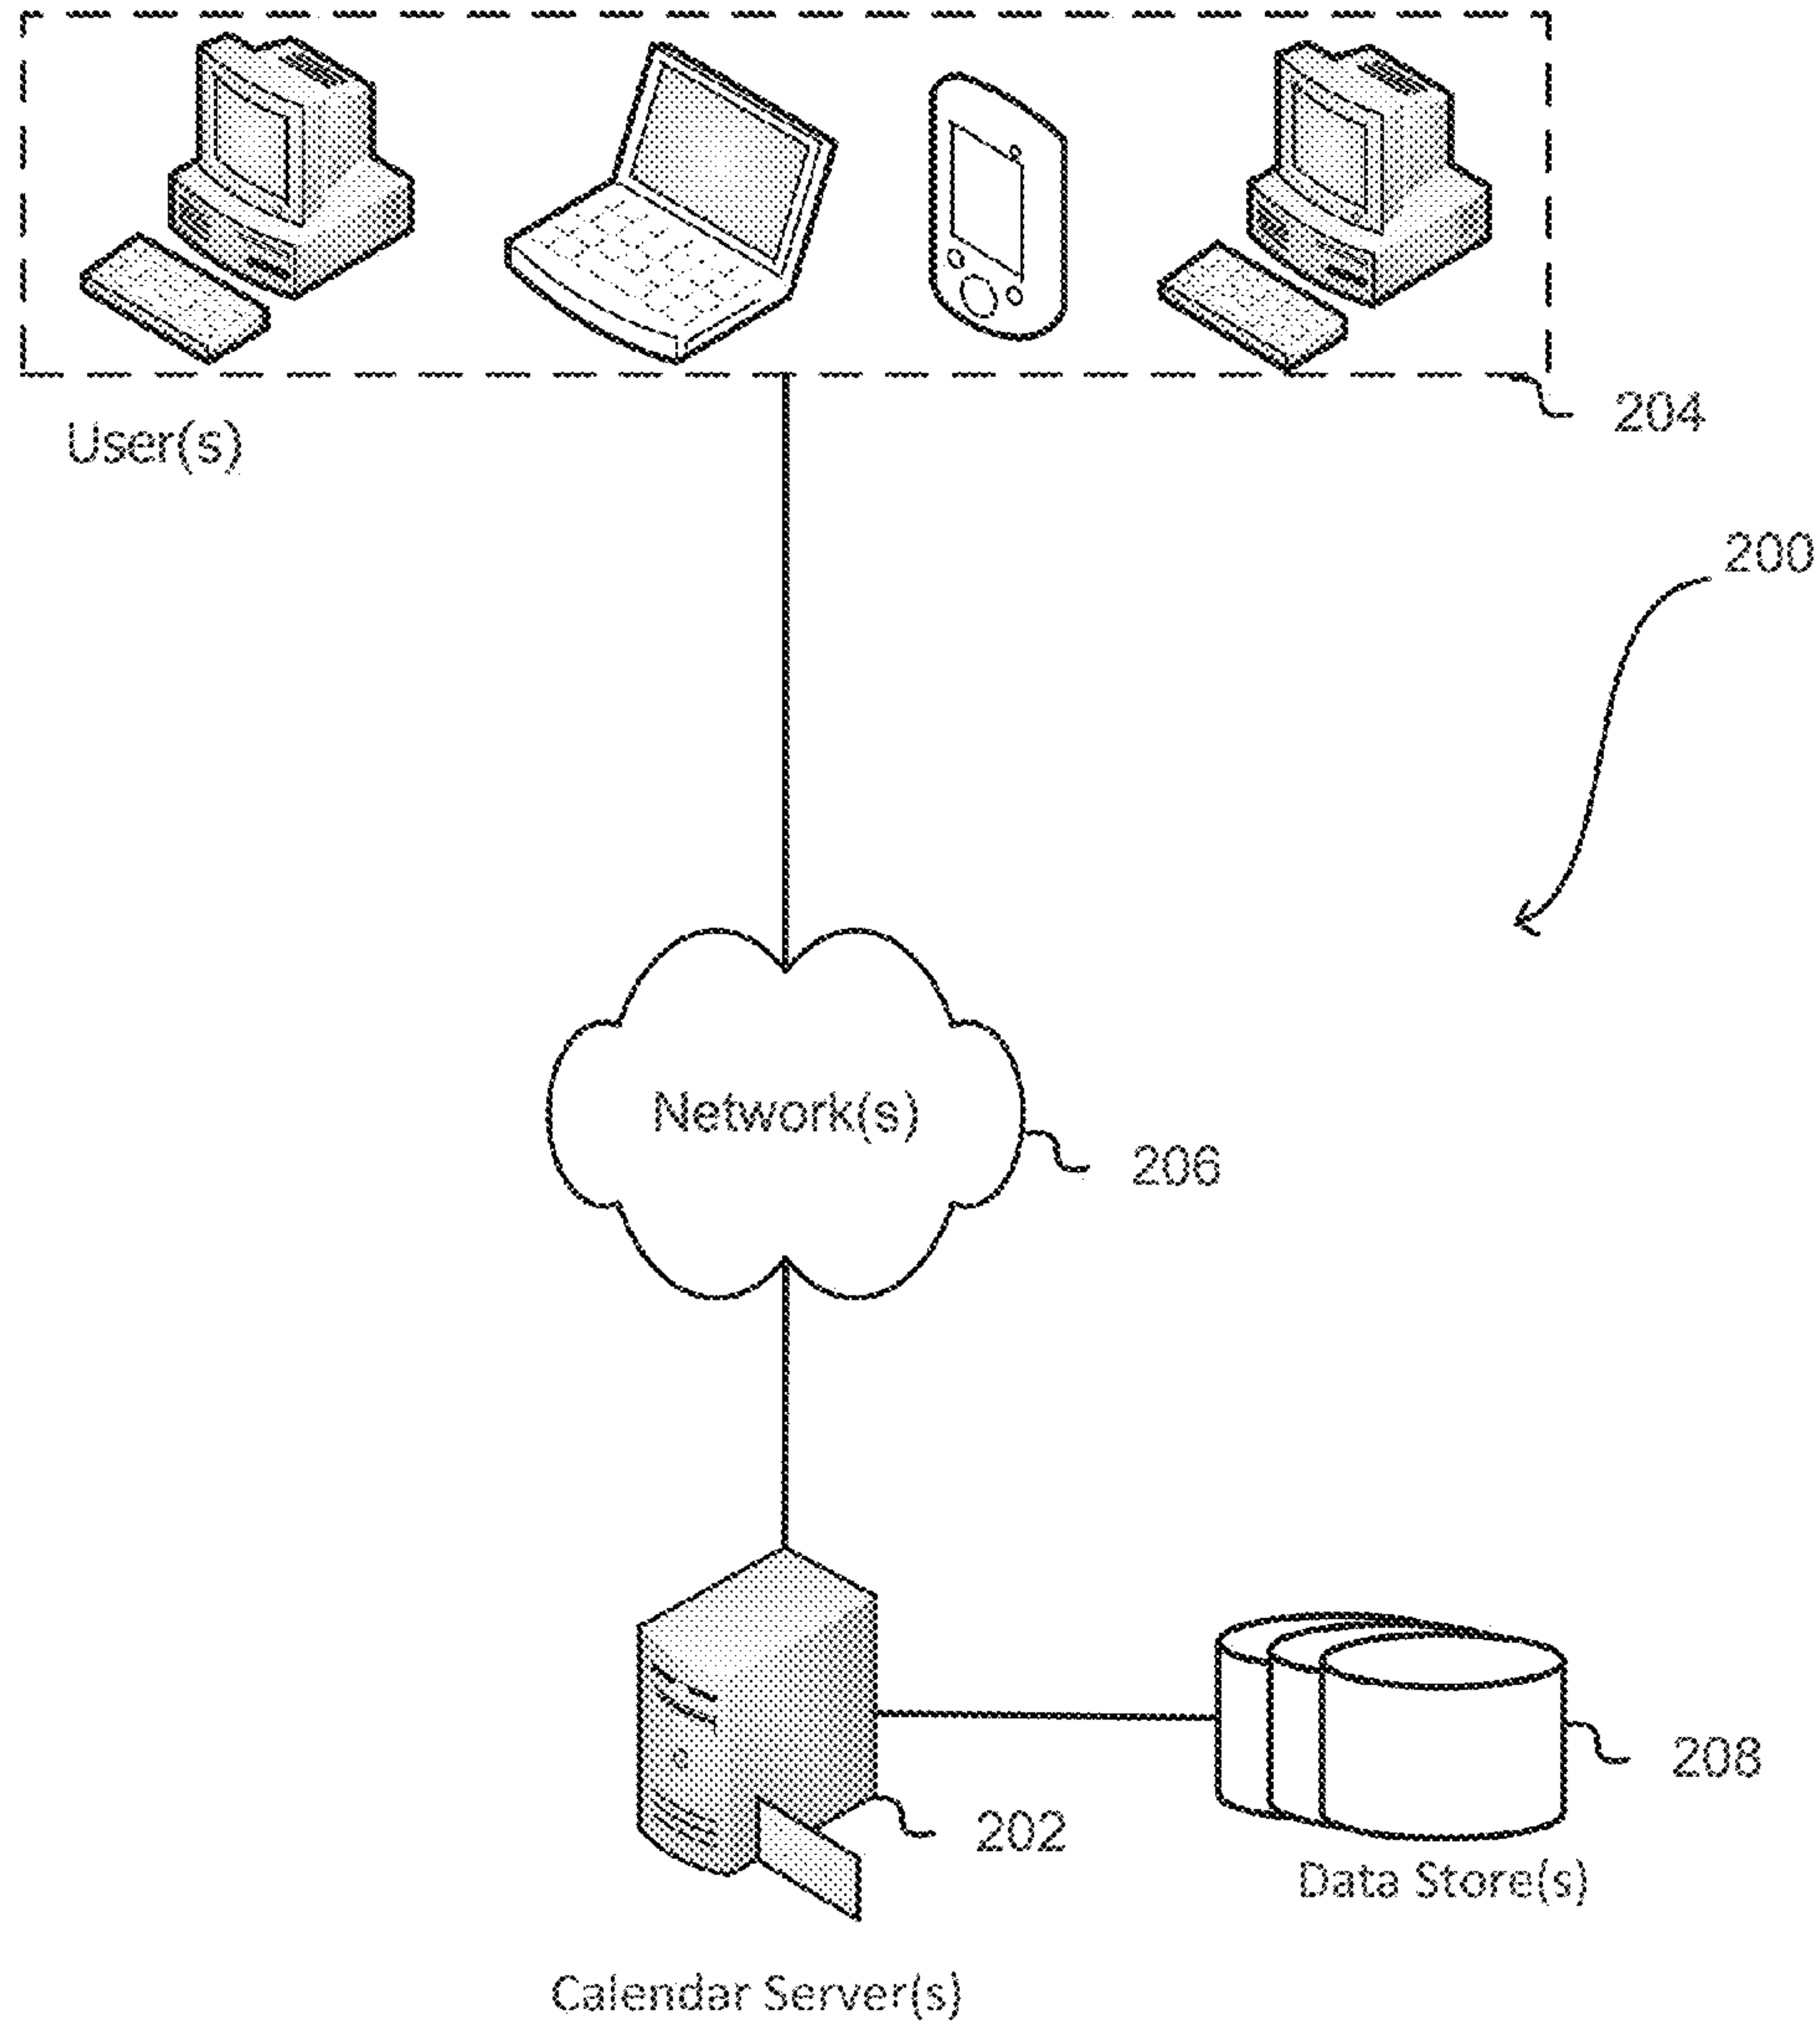 User(s)
204
200
Network(s)
206
208
202
Data Store(s)
Calendar Server(s)